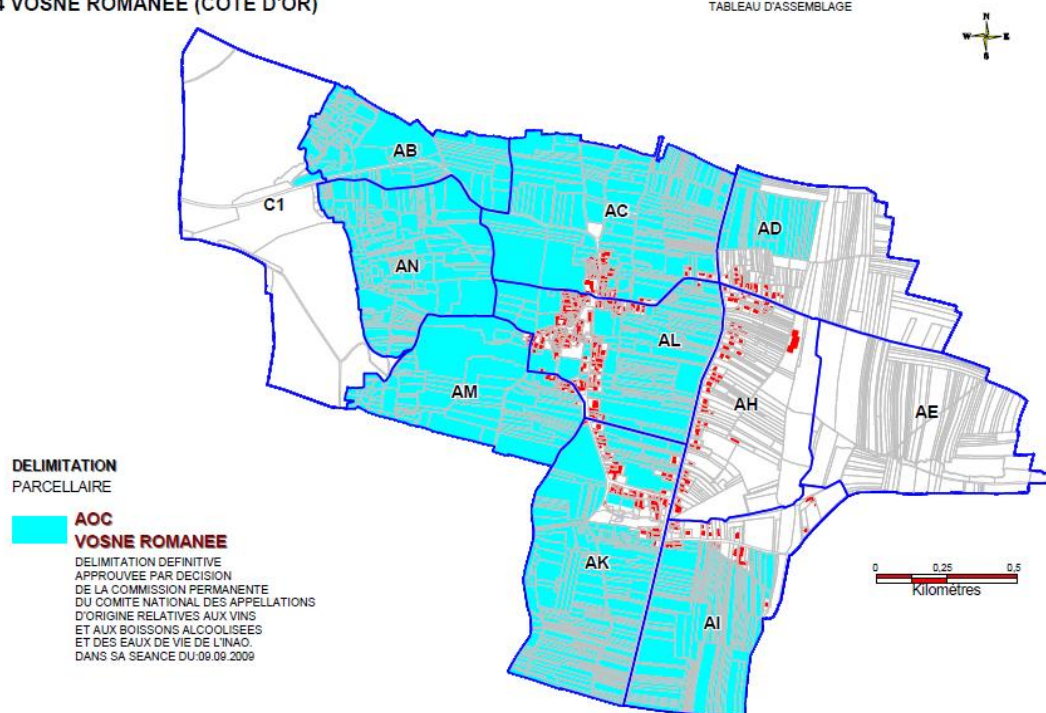 4 VOSNE ROMANEE (COTE D'OR)
TABLEAU D'ASSEMBLAGE
N
W E
S
AB
C1
AC
AD
AN
AL
AM
AH
AE
DELIMITATION
PARCELLAIRE
AOC
VOSNE ROMANEE
DELIMITATION DEFINITIVE
APPROUVEE PAR DECISION
DE LA COMMISSION PERMANENTE
DU COMITE NATIONAL DES APPELLATIONS
D'ORIGINE RELATIVES AUX VINS
ET AUX BOISSONS ALCOOLISEES
ET DES EAUX DE VIE DE L'INAO.
DANS SA SEANCE DU:09.09.2009
AK
AI
0 0,25 0,5
Kilomètres